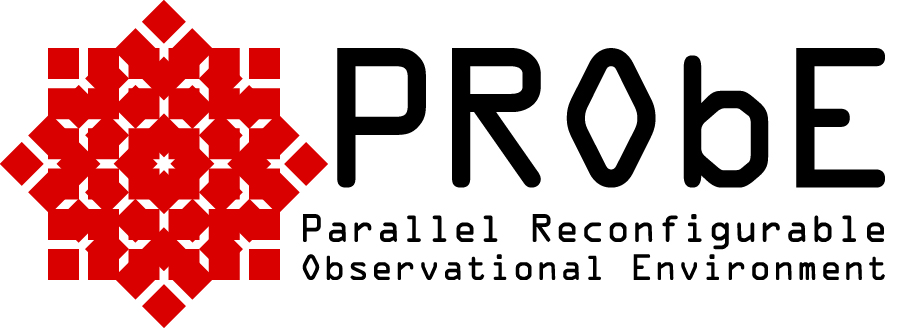 PRObE
Parallel Reconfigurable
Observational Environment